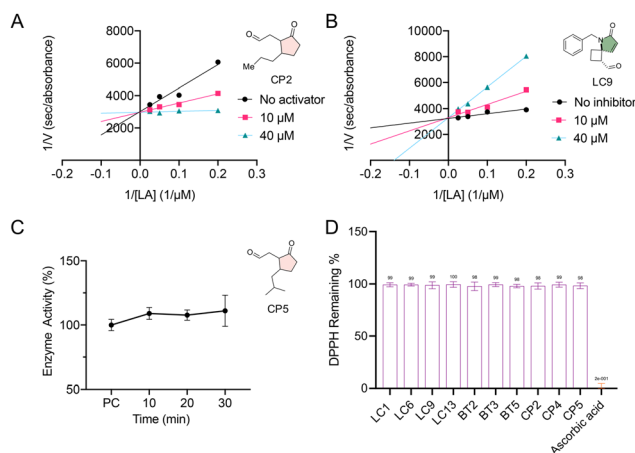 A
1/V (sec/absorbance)
8000
6000
4000
2000
-0.2
-0.1
0.0
0.1
0.2
0.3
1/[LA] (1/µM)
O
O
Me
CP2
No activator
10 µM
40 µM
B
1/V (sec/absorbance)
10000
8000
6000
4000
2000
-0.2
-0.1
0.0
0.1
0.2
0.3
1/[LA] (1/µM)
O
N
O
LC9
No inhibitor
10 µM
40 µM
C
Enzyme Activity (%)
150
100
50
PC
10
20
30
Time (min)
O
O
CP5
D
DPPH Remaining %
150
100
50
0
99
99
99
100
98
99
98
98
99
98
2e-001
LC1
LC6
LC9
LC13
BT2
BT3
BT5
CP2
CP4
CP5
Ascorbic acid